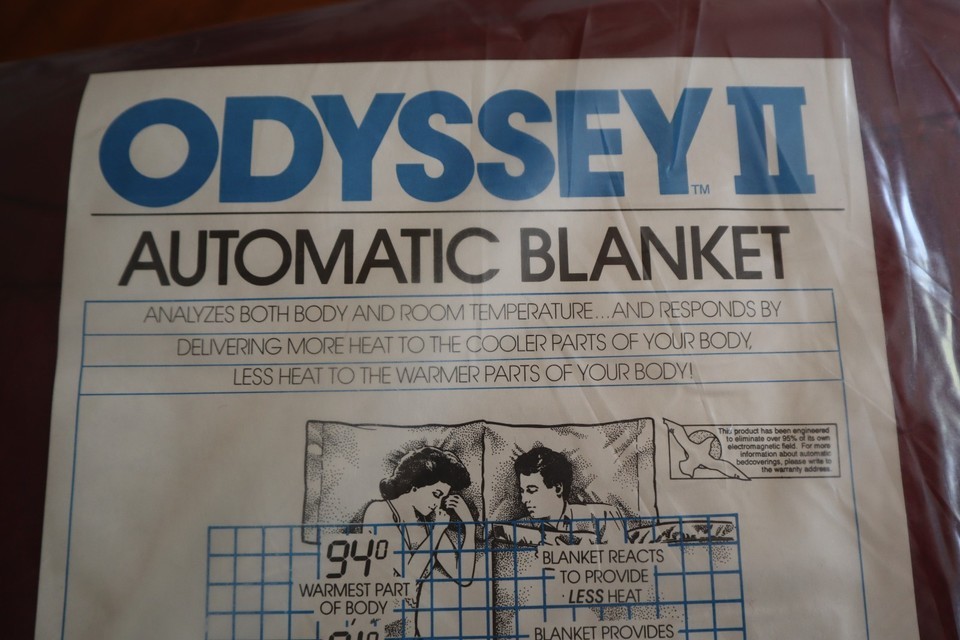 ODYSSEY II™
AUTOMATIC BLANKET
ANALYZES BOTH BODY AND ROOM TEMPERATURE...AND RESPONDS BY
DELIVERING MORE HEAT TO THE COOLER PARTS OF YOUR BODY,
LESS HEAT TO THE WARMER PARTS OF YOUR BODY!
This product has been engineered
to eliminate over 95% of its own
electromagnetic field. For more
information about automatic
bedcoverings, please write to
the warranty address.
94°
WARMEST PART
OF BODY
BLANKET REACTS
TO PROVIDE
LESS HEAT
BLANKET PROVIDES